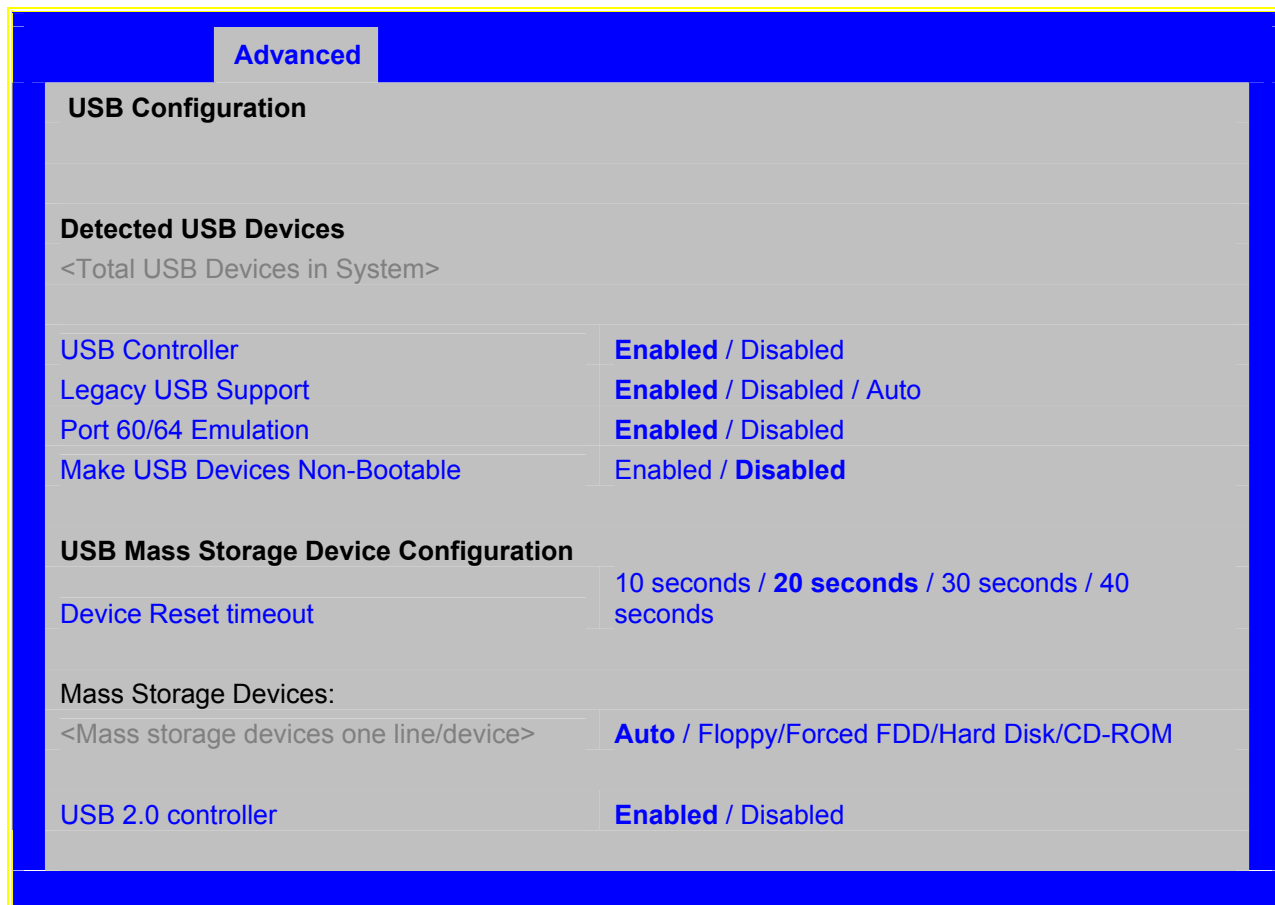 Advanced
USB Configuration
Detected USB Devices
<Total USB Devices in System>
USB Controller Enabled / Disabled
Legacy USB Support Enabled / Disabled / Auto
Port 60/64 Emulation Enabled / Disabled
Make USB Devices Non-Bootable Enabled / Disabled
USB Mass Storage Device Configuration
Device Reset timeout 10 seconds / 20 seconds / 30 seconds / 40
seconds
Mass Storage Devices:
<Mass storage devices one line/device> Auto / Floppy/Forced FDD/Hard Disk/CD-ROM
USB 2.0 controller Enabled / Disabled